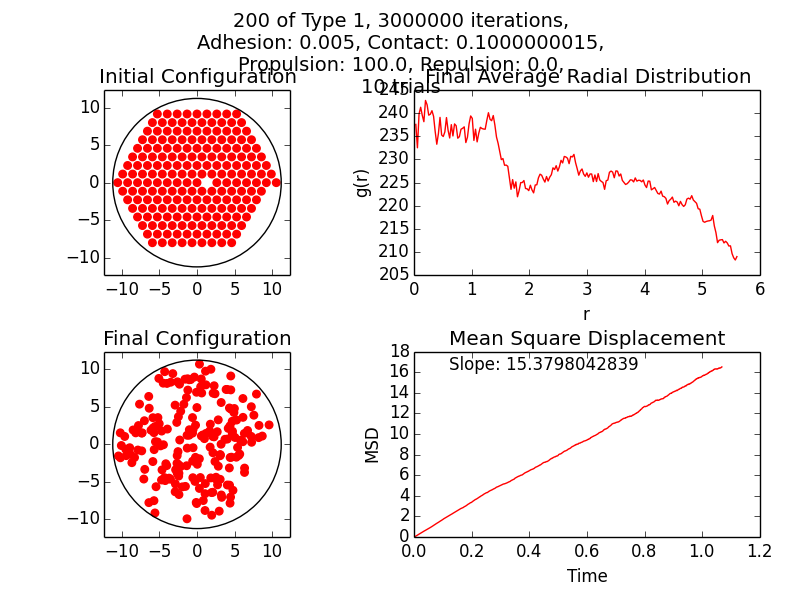 200 of Type 1, 3000000 iterations,
Adhesion: 0.005, Contact: 0.1000000015,
Propulsion: 100.0, Repulsion: 0.0,
10 trials
Initial Configuration
10
5
0
−5
−10
−10 −5 0 5 10
Final Average Radial Distribution
245
240
235
230
225
220
215
210
205
g(r)
0 1 2 3 4 5 6
r
Final Configuration
10
5
0
−5
−10
−10 −5 0 5 10
Mean Square Displacement
Slope: 15.3798042839
18
16
14
12
10
8
6
4
2
0
MSD
0.0 0.2 0.4 0.6 0.8 1.0 1.2
Time